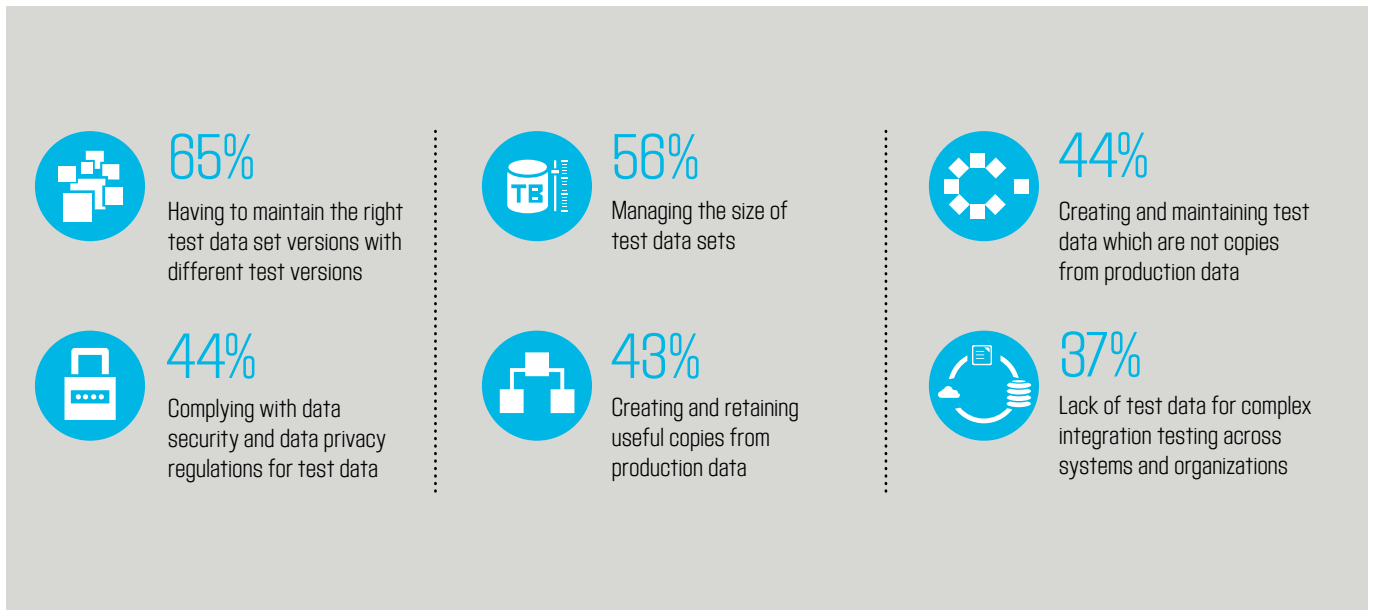 65%
Having to maintain the right
test data set versions with
different test versions
TB
56%
Managing the size of
test data sets
44%
Creating and maintaining test
data which are not copies
from production data
44%
Complying with data
security and data privacy
regulations for test data
43%
Creating and retaining
useful copies from
production data
37%
Lack of test data for complex
integration testing across
systems and organizations